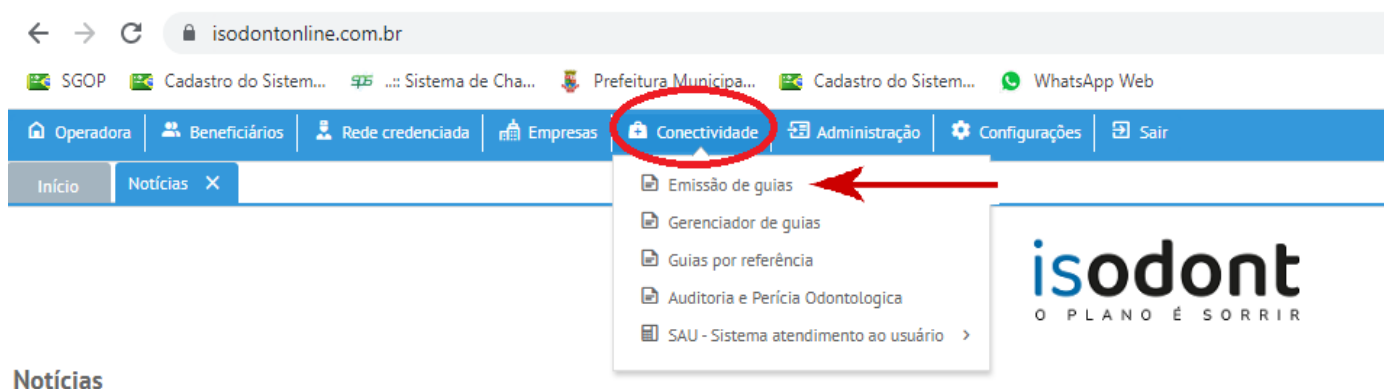 isodontonline.com.br
SGOP Cadastro do Sistem... SPS ..:: Sistema de Cha... Prefeitura Municipa... Cadastro do Sistem... WhatsApp Web
Operadora Beneficiários Rede credenciada Empresas Conectividade Administração Configurações Sair
Início Notícias X
Emissão de guias
Gerenciador de guias
Guias por referência
Auditoria e Perícia Odontologica
SAU - Sistema atendimento ao usuário >
isodont
O PLANO É SORRIR
Notícias